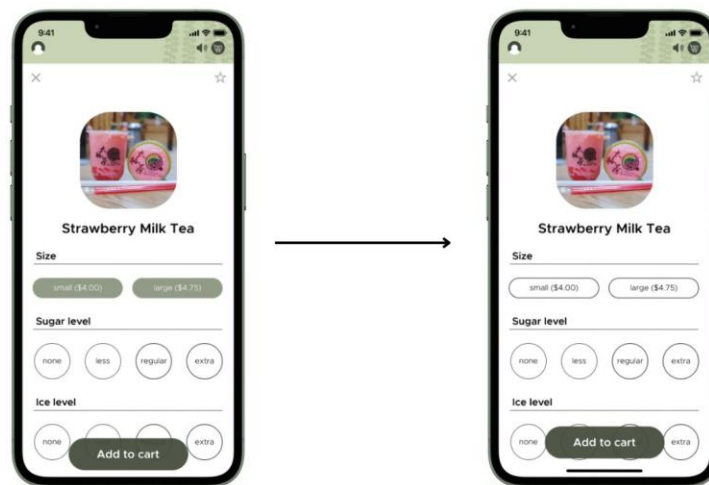 9:41
Strawberry Milk Tea
Size
small ($4.00) large ($4.75)
Sugar level
none less regular extra
Ice level
none extra
Add to cart
9:41
Strawberry Milk Tea
Size
small ($4.00) large ($4.75)
Sugar level
none less regular extra
Ice level
none extra
Add to cart